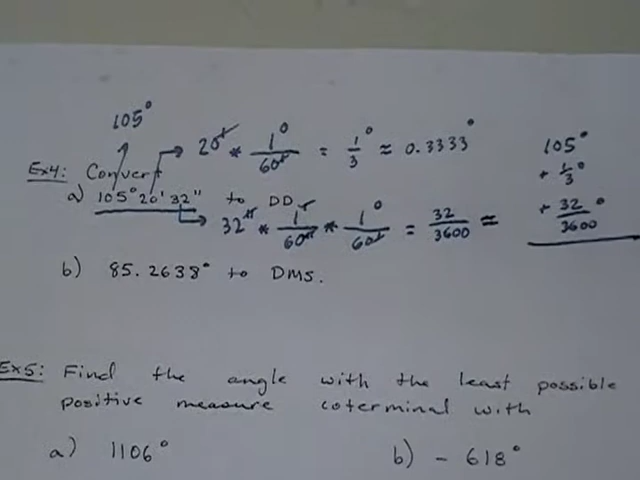 105°
20' * 1° / 60' = 1/3° ≈ 0.3333°
105°
Ex4: Convert
+ 1/3°
a) 105° 20' 32" to DD
32" * 1' / 60" * 1° / 60' = 32/3600 ≈
+ 32/3600°
b) 85.2638° to DMS.
Ex5: Find the angle with the least possible
positive measure coterminal with
a) 1106°
b) - 618°